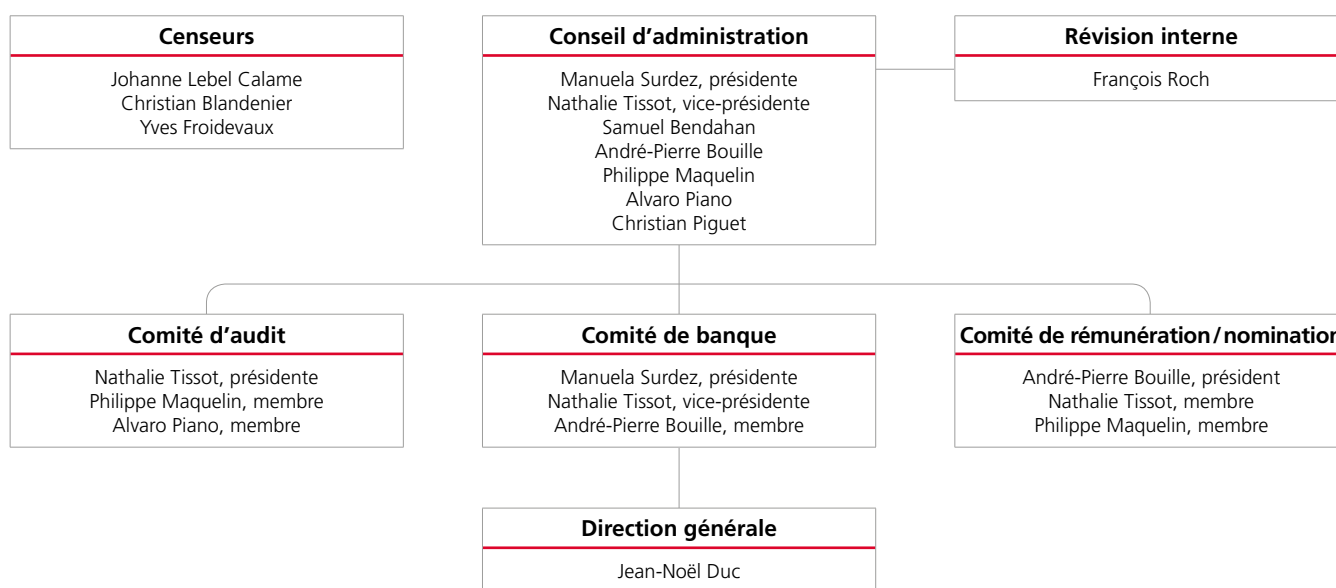 Censeurs
Johanne Lebel Calame
Christian Blandenier
Yves Froidevaux
Conseil d'administration
Manuela Surdez, présidente
Nathalie Tissot, vice-présidente
Samuel Bendahan
André-Pierre Bouille
Philippe Maquelin
Alvaro Piano
Christian Piguet
Révision interne
François Roch
Comité d'audit
Nathalie Tissot, présidente
Philippe Maquelin, membre
Alvaro Piano, membre
Comité de banque
Manuela Surdez, présidente
Nathalie Tissot, vice-présidente
André-Pierre Bouille, membre
Comité de rémunération/nomination
André-Pierre Bouille, président
Nathalie Tissot, membre
Philippe Maquelin, membre
Direction générale
Jean-Noël Duc